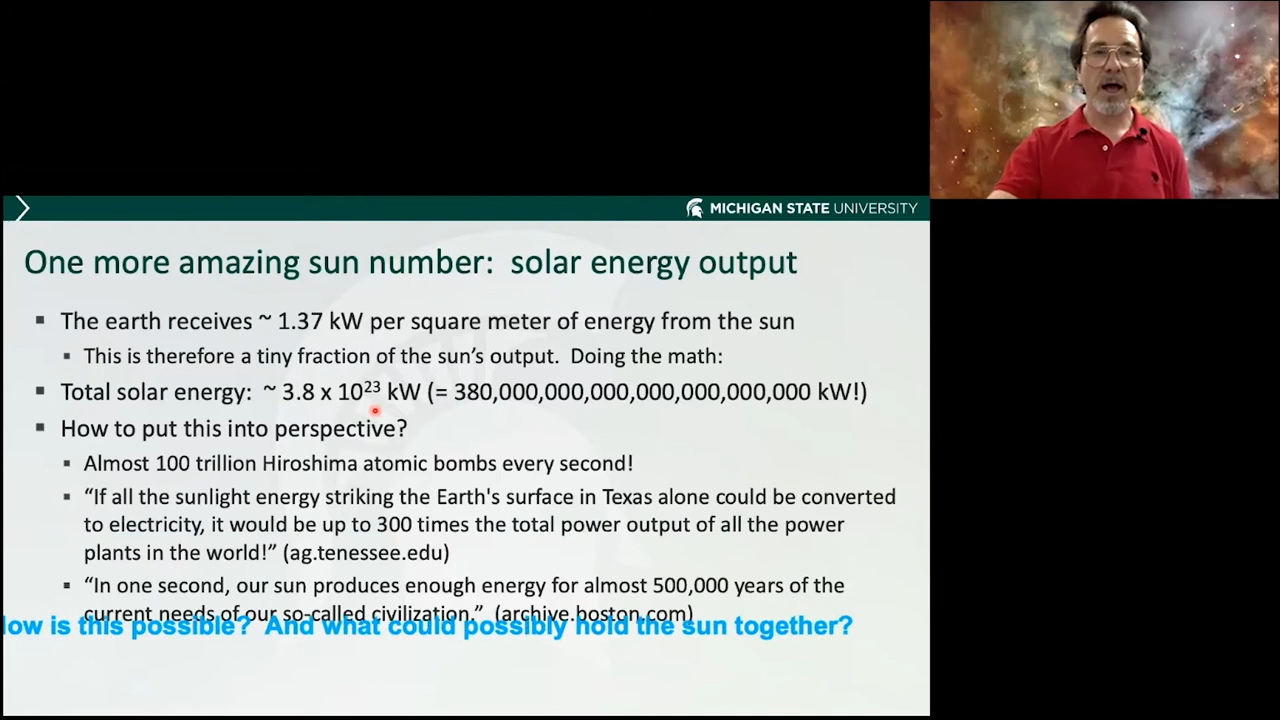 MICHIGAN STATE UNIVERSITY
One more amazing sun number: solar energy output
▪ The earth receives ~ 1.37 kW per square meter of energy from the sun
▪ This is therefore a tiny fraction of the sun's output. Doing the math:
▪ Total solar energy: ~ 3.8 x 10²³ kW (= 380,000,000,000,000,000,000,000 kW!)
▪ How to put this into perspective?
▪ Almost 100 trillion Hiroshima atomic bombs every second!
▪ “If all the sunlight energy striking the Earth's surface in Texas alone could be converted
to electricity, it would be up to 300 times the total power output of all the power
plants in the world!” (ag.tenessee.edu)
▪ “In one second, our sun produces enough energy for almost 500,000 years of the
current needs of our so-called civilization.” (archive.boston.com)
low is this possible? And what could possibly hold the sun together?